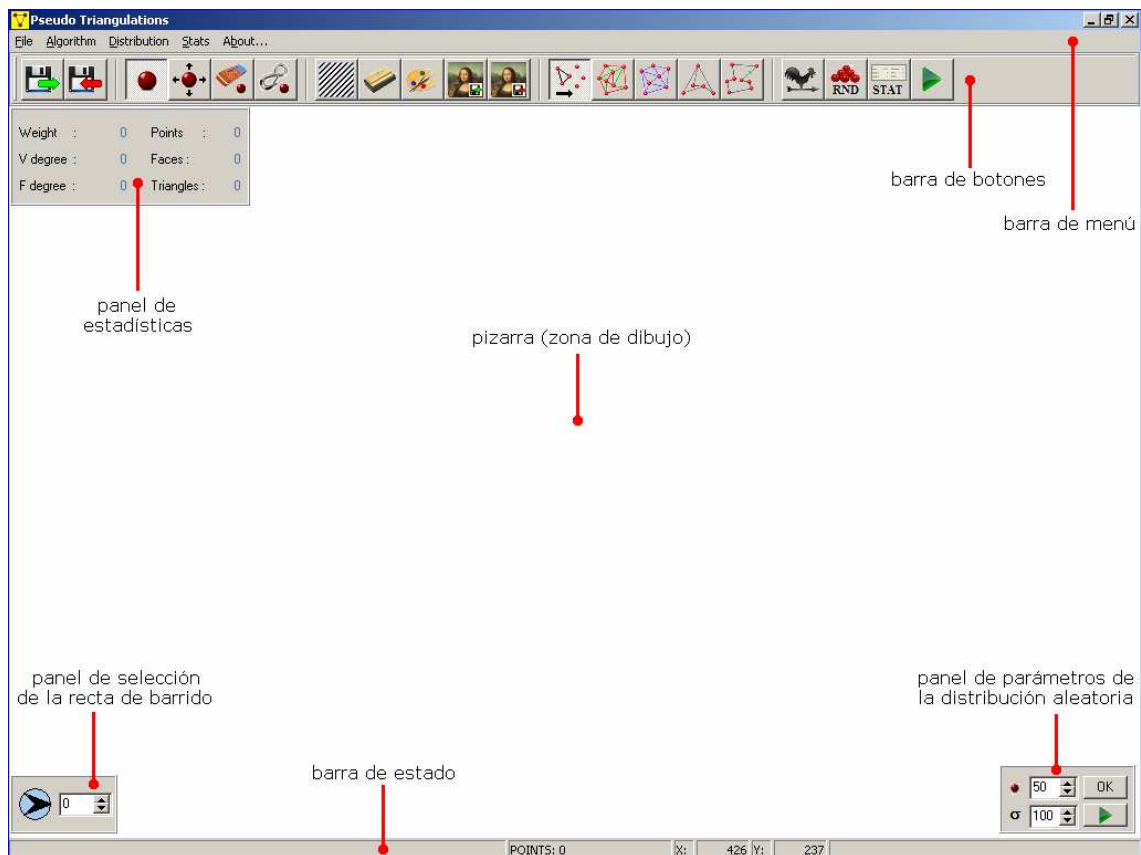 Pseudo Triangulations
File Algorithm Distribution Stats About...
RND STAT
Weight : 0 Points : 0
V degree : 0 Faces : 0
F degree : 0 Triangles : 0
barra de botones
barra de menú
panel de
estadísticas
pizarra (zona de dibujo)
panel de selección
de la recta de barrido
panel de parámetros de
la distribución aleatoria
barra de estado
0
50 OK
σ 100
POINTS: 0 X: 426 Y: 237